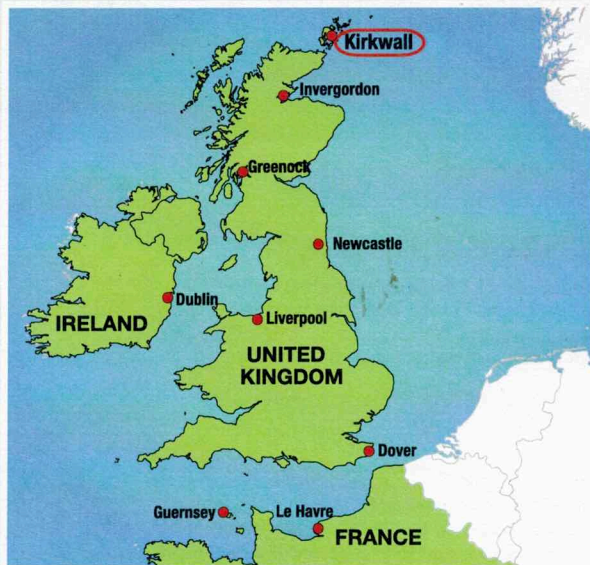 Kirkwall
Invergordon
Greenock
Newcastle
Dublin
IRELAND
Liverpool
UNITED
KINGDOM
Dover
Guernsey
Le Havre
FRANCE